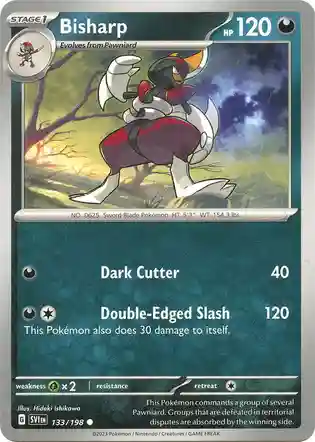 STAGE 1 Bisharp HP 120
Evolves from Pawniard
NO. 0625 Sword Blade Pokémon HT: 5'3" WT: 154.3 lbs.
Dark Cutter 40
Double-Edged Slash 120
This Pokémon also does 30 damage to itself.
weakness ×2 resistance retreat
Illus. Hideki Ishikawa
G SVI EN 133/198
This Pokémon commands a group of several Pawniard. Groups that are defeated in territorial disputes are absorbed by the winning side.
©2023 Pokémon / Nintendo / Creatures / GAME FREAK